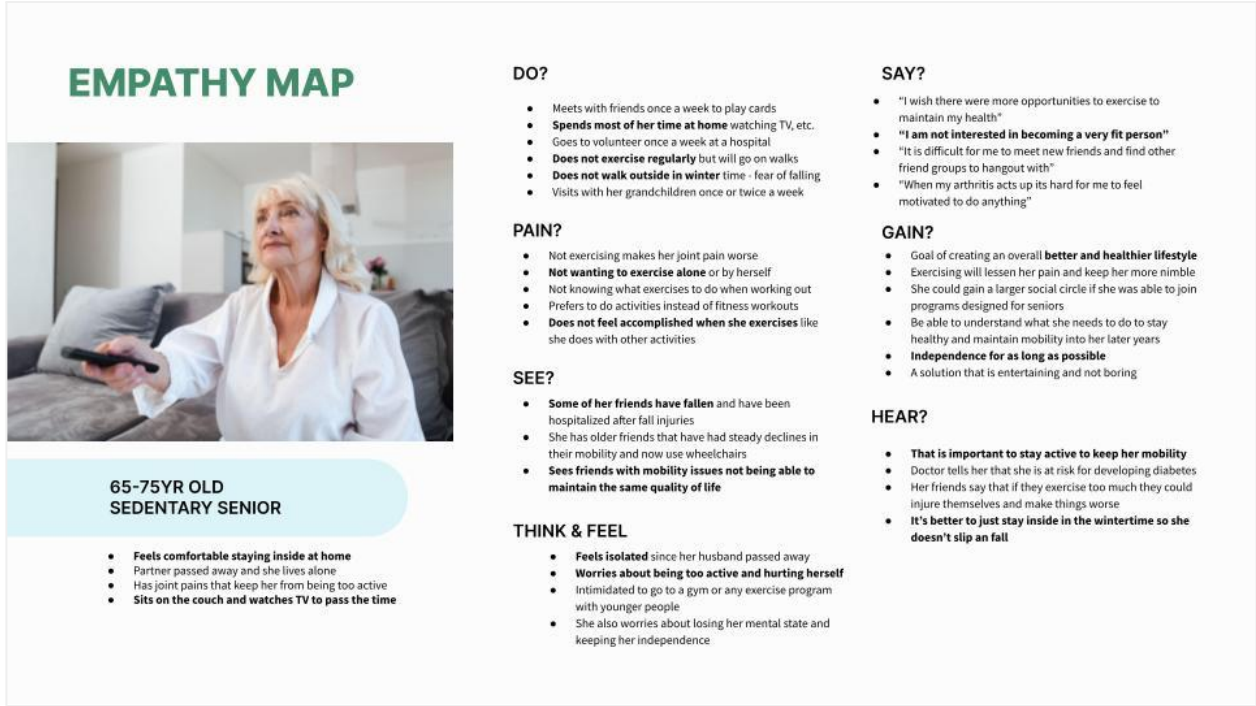 EMPATHY MAP
65-75YR OLD
SEDENTARY SENIOR
● Feels comfortable staying inside at home
● Partner passed away and she lives alone
● Has joint pains that keep her from being too active
● Sits on the couch and watches TV to pass the time
DO?
● Meets with friends once a week to play cards
● Spends most of her time at home watching TV, etc.
● Goes to volunteer once a week at a hospital
● Does not exercise regularly but will go on walks
● Does not walk outside in winter time - fear of falling
● Visits with her grandchildren once or twice a week
PAIN?
● Not exercising makes her joint pain worse
● Not wanting to exercise alone or by herself
● Not knowing what exercises to do when working out
● Prefers to do activities instead of fitness workouts
● Does not feel accomplished when she exercises like
she does with other activities
SEE?
● Some of her friends have fallen and have been
hospitalized after fall injuries
● She has older friends that have had steady declines in
their mobility and now use wheelchairs
● Sees friends with mobility issues not being able to
maintain the same quality of life
THINK & FEEL
● Feels isolated since her husband passed away
● Worries about being too active and hurting herself
● Intimidated to go to a gym or any exercise program
with younger people
● She also worries about losing her mental state and
keeping her independence
SAY?
● "I wish there were more opportunities to exercise to
maintain my health"
● "I am not interested in becoming a very fit person"
● "It is difficult for me to meet new friends and find other
friend groups to hangout with"
● "When my arthritis acts up its hard for me to feel
motivated to do anything"
GAIN?
● Goal of creating an overall better and healthier lifestyle
● Exercising will lessen her pain and keep her more nimble
● She could gain a larger social circle if she was able to join
programs designed for seniors
● Be able to understand what she needs to do to stay
healthy and maintain mobility into her later years
● Independence for as long as possible
● A solution that is entertaining and not boring
HEAR?
● That is important to stay active to keep her mobility
● Doctor tells her that she is at risk for developing diabetes
● Her friends say that if they exercise too much they could
injure themselves and make things worse
● It's better to just stay inside in the wintertime so she
doesn't slip an fall